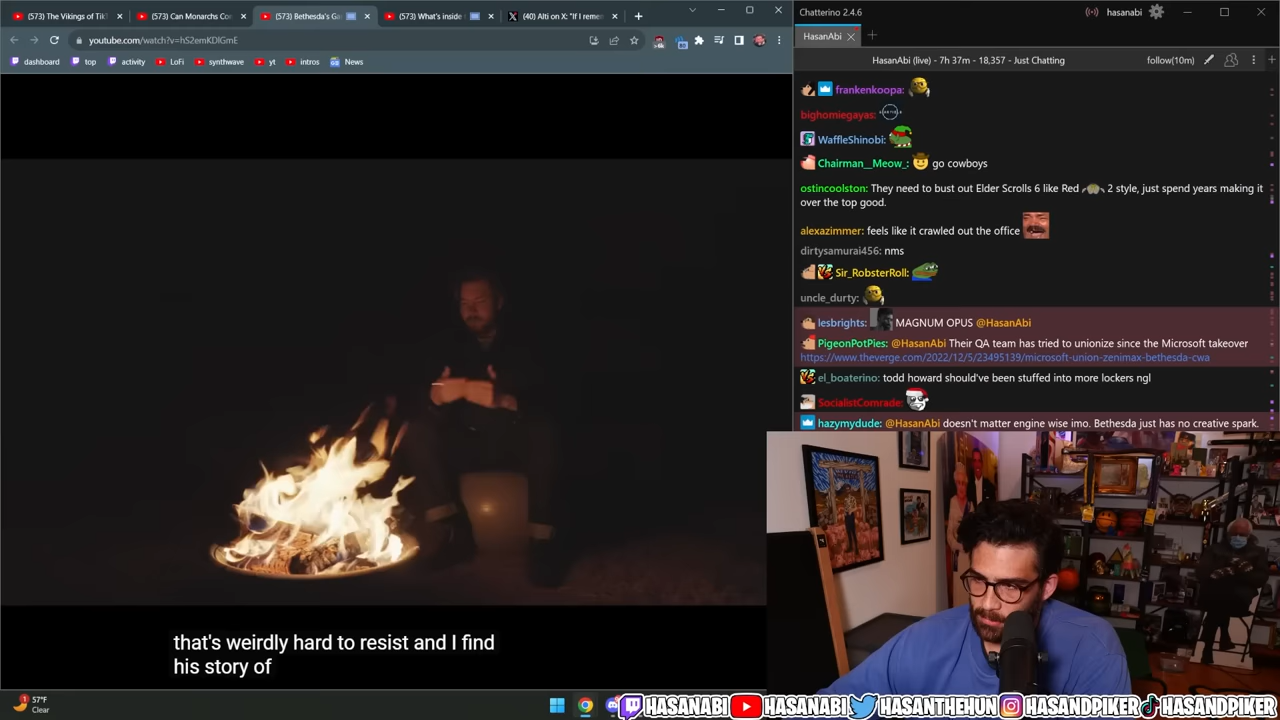 (573) The Vikings of TikT
(573) Can Monarchs Co
(573) Bethesda's Ga
(573) What's inside
(40) Alti on X: "If I reme
youtube.com/watch?v=hS2emKDlGmE
dashboard
top
activity
LoFi
synthwave
yt
intros
News
that's weirdly hard to resist and I find
his story of
57°F
Clear
Chatterino 2.4.6
hasanabi
HasanAbi
HasanAbi (live) - 7h 37m - 18,357 - Just Chatting
follow(10m)
frankenkoopa:
bighomiegayas:
WaffleShinobi:
Chairman__Meow_: go cowboys
ostincoolston: They need to bust out Elder Scrolls 6 like Red 2 style, just spend years making it
over the top good.
alexazimmer: feels like it crawled out the office
dirtysamurai456: nms
Sir_RobsterRoll:
uncle_durty:
lesbrights: MAGNUM OPUS @HasanAbi
PigeonPotPies: @HasanAbi Their QA team has tried to unionize since the Microsoft takeover
https://www.theverge.com/2022/12/5/23495139/microsoft-union-zenimax-bethesda-cwa
el_boaterino: todd howard should've been stuffed into more lockers ngl
SocialistComrade:
hazymydude: @HasanAbi doesn't matter engine wise imo. Bethesda just has no creative spark.
HASANABI HASANABI HASANTHEHUN HASANDPIKER HASANDPIKER